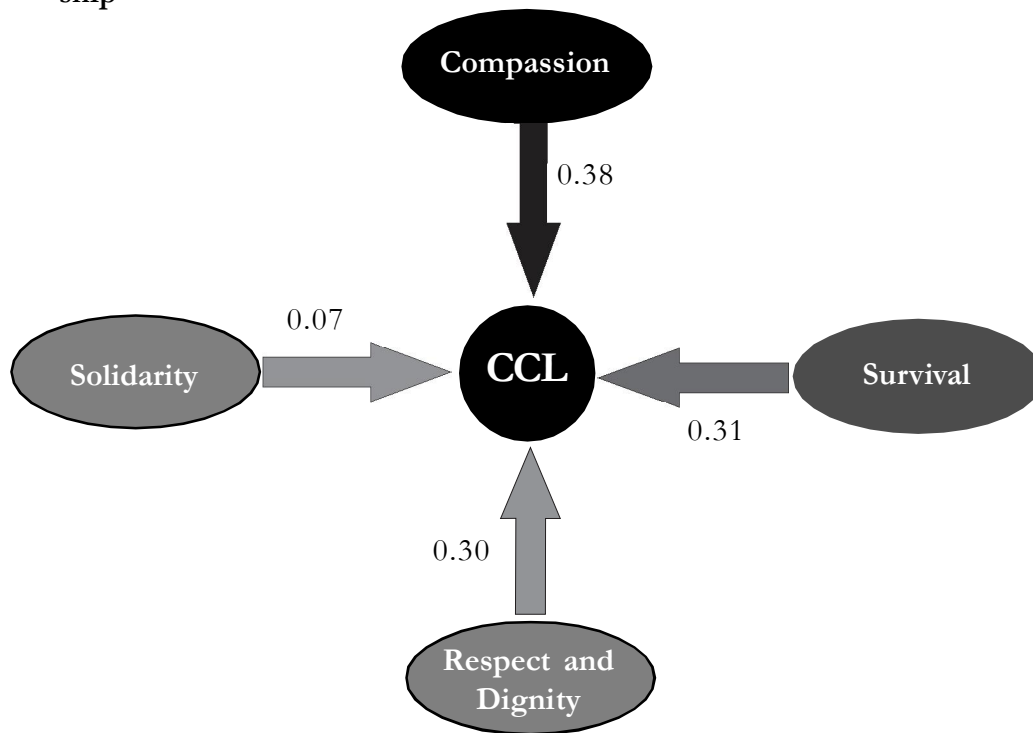 ship
Compassion
0.38
0.07
Solidarity
CCL
Survival
0.31
0.30
Respect and
Dignity